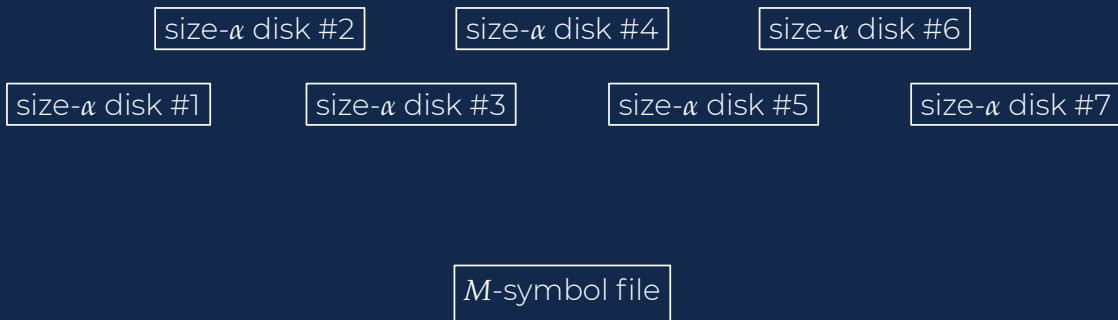 size-α disk #2 size-α disk #4 size-α disk #6
size-α disk #1 size-α disk #3 size-α disk #5 size-α disk #7
M-symbol file